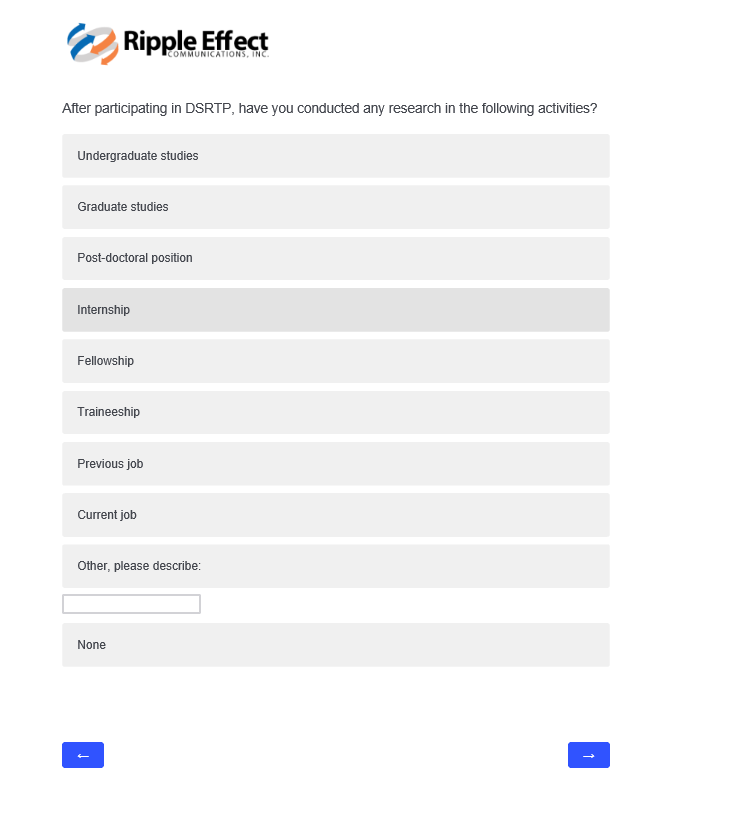 Ripple Effect
COMMUNICATIONS, INC.
After participating in DSRTP, have you conducted any research in the following activities?
Undergraduate studies
Graduate studies
Post-doctoral position
Internship
Fellowship
Traineeship
Previous job
Current job
Other, please describe:
None
← →